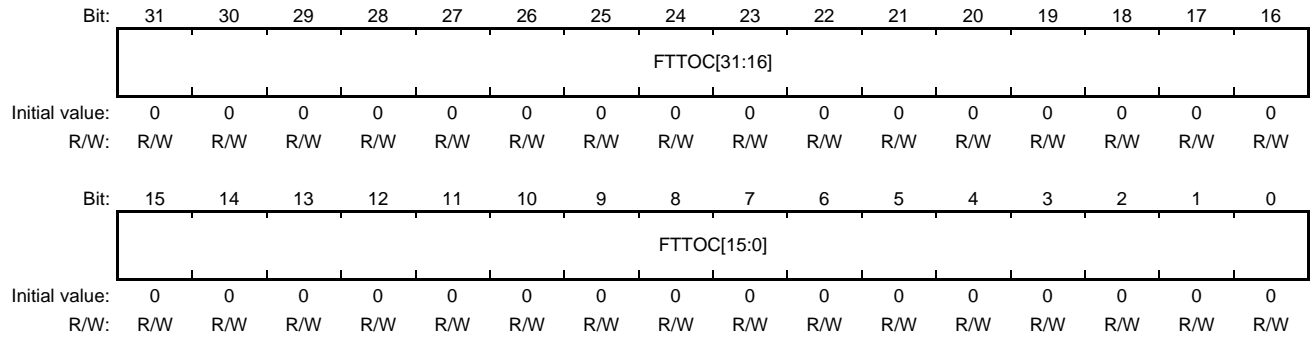 Bit: 31 30 29 28 27 26 25 24 23 22 21 20 19 18 17 16
FTTOC[31:16]
Initial value: 0 0 0 0 0 0 0 0 0 0 0 0 0 0 0 0
R/W: R/W R/W R/W R/W R/W R/W R/W R/W R/W R/W R/W R/W R/W R/W R/W R/W
Bit: 15 14 13 12 11 10 9 8 7 6 5 4 3 2 1 0
FTTOC[15:0]
Initial value: 0 0 0 0 0 0 0 0 0 0 0 0 0 0 0 0
R/W: R/W R/W R/W R/W R/W R/W R/W R/W R/W R/W R/W R/W R/W R/W R/W R/W